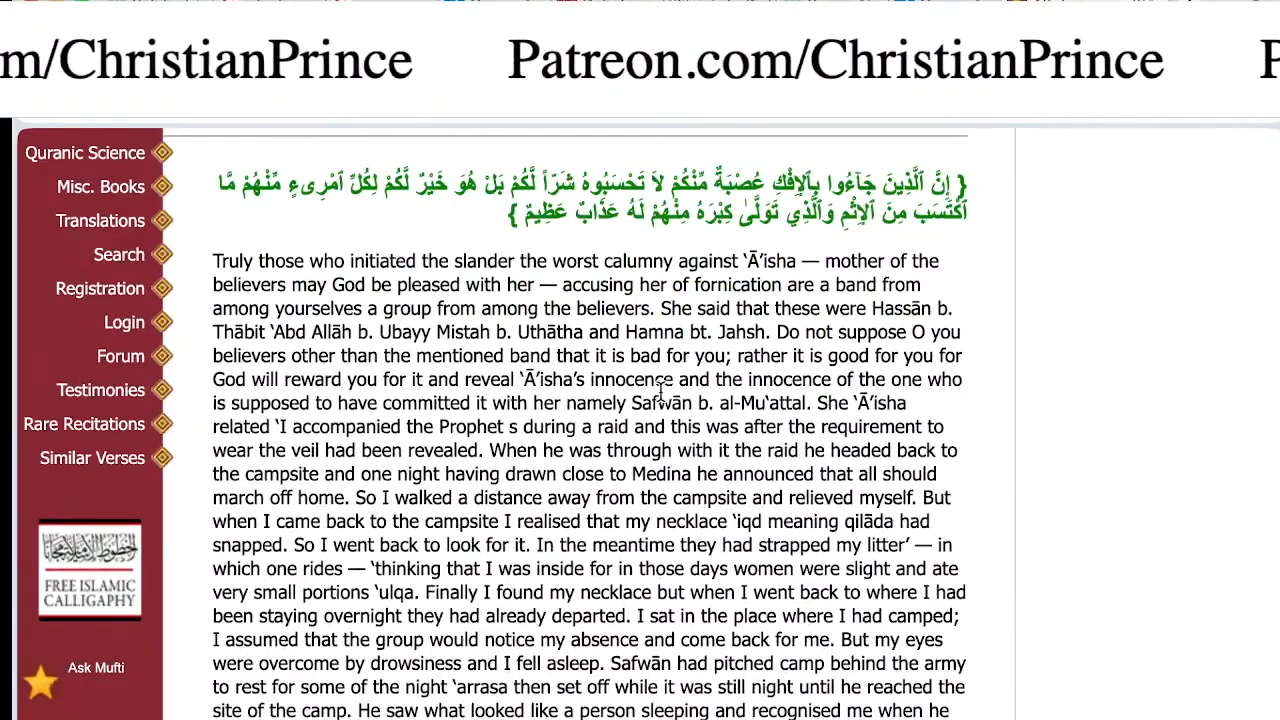 m/ChristianPrince Patreon.com/ChristianPrince P
Quranic Science
Misc. Books
Translations
Search
Registration
Login
Forum
Testimonies
Rare Recitations
Similar Verses
FREE ISLAMIC
CALLIGAPHY
Ask Mufti
{ إِنَّ ٱلَّذِينَ جَآءُوا بِٱلإِفْكِ عُصْبَةٌ مِّنْكُمْ لاَ تَحْسَبُوهُ شَرّاً لَّكُمْ بَلْ هُوَ خَيْرٌ لَّكُمْ لِكُلِّ ٱمْرِىءٍ مِّنْهُمْ مَّا
ٱكْتَسَبَ مِنَ ٱلإِثْمِ وَٱلَّذِي تَوَلَّىٰ كِبْرَهُ مِنْهُمْ لَهُ عَذَابٌ عَظِيمٌ }
Truly those who initiated the slander the worst calumny against ‘Ā’isha — mother of the
believers may God be pleased with her — accusing her of fornication are a band from
among yourselves a group from among the believers. She said that these were Hassān b.
Thābit ‘Abd Allāh b. Ubayy Mistah b. Uthātha and Hamna bt. Jahsh. Do not suppose O you
believers other than the mentioned band that it is bad for you; rather it is good for you for
God will reward you for it and reveal ‘Ā’isha’s innocence and the innocence of the one who
is supposed to have committed it with her namely Safwān b. al-Mu‘attal. She ‘Ā’isha
related ‘I accompanied the Prophet s during a raid and this was after the requirement to
wear the veil had been revealed. When he was through with it the raid he headed back to
the campsite and one night having drawn close to Medina he announced that all should
march off home. So I walked a distance away from the campsite and relieved myself. But
when I came back to the campsite I realised that my necklace ‘iqd meaning qilāda had
snapped. So I went back to look for it. In the meantime they had strapped my litter’ — in
which one rides — ‘thinking that I was inside for in those days women were slight and ate
very small portions ‘ulqa. Finally I found my necklace but when I went back to where I had
been staying overnight they had already departed. I sat in the place where I had camped;
I assumed that the group would notice my absence and come back for me. But my eyes
were overcome by drowsiness and I fell asleep. Safwān had pitched camp behind the army
to rest for some of the night ‘arrasa then set off while it was still night until he reached the
site of the camp. He saw what looked like a person sleeping and recognised me when he